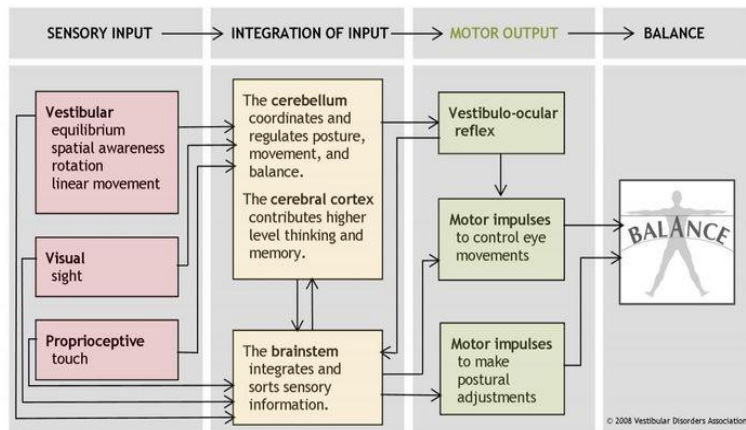 SENSORY INPUT
INTEGRATION OF INPUT
MOTOR OUTPUT
BALANCE
Vestibular
equilibrium
spatial awareness
rotation
linear movement
Visual
sight
Proprioceptive
touch
The cerebellum
coordinates and
regulates posture,
movement, and
balance.
The cerebral cortex
contributes higher
level thinking and
memory.
The brainstem
integrates and
sorts sensory
information.
Vestibulo-ocular
reflex
Motor impulses
to control eye
movements
Motor impulses
to make
postural
adjustments
BALANCE
© 2008 Vestibular Disorders Association